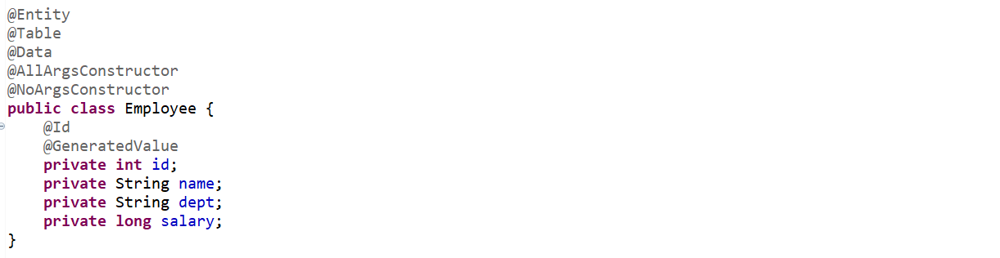 @Entity
@Table
@Data
@AllArgsConstructor
@NoArgsConstructor
public class Employee {
    @Id
    @GeneratedValue
    private int id;
    private String name;
    private String dept;
    private long salary;
}